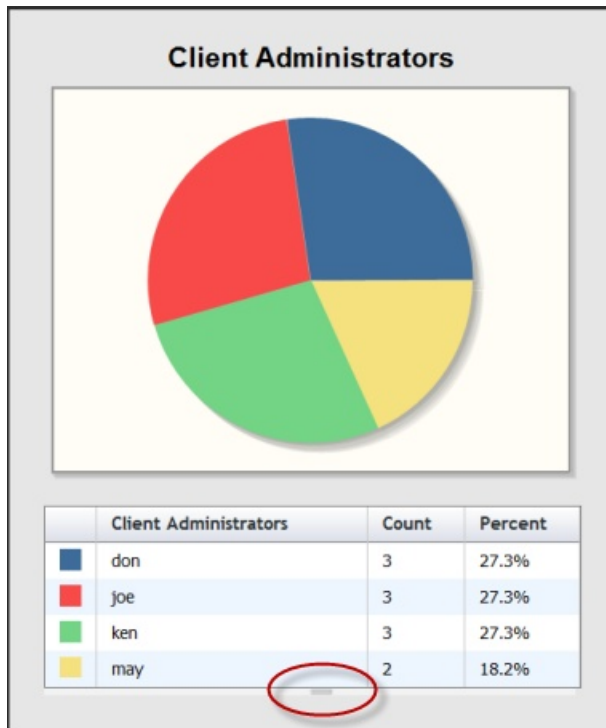 Client Administrators
Client Administrators Count Percent
don 3 27.3%
joe 3 27.3%
ken 3 27.3%
may 2 18.2%